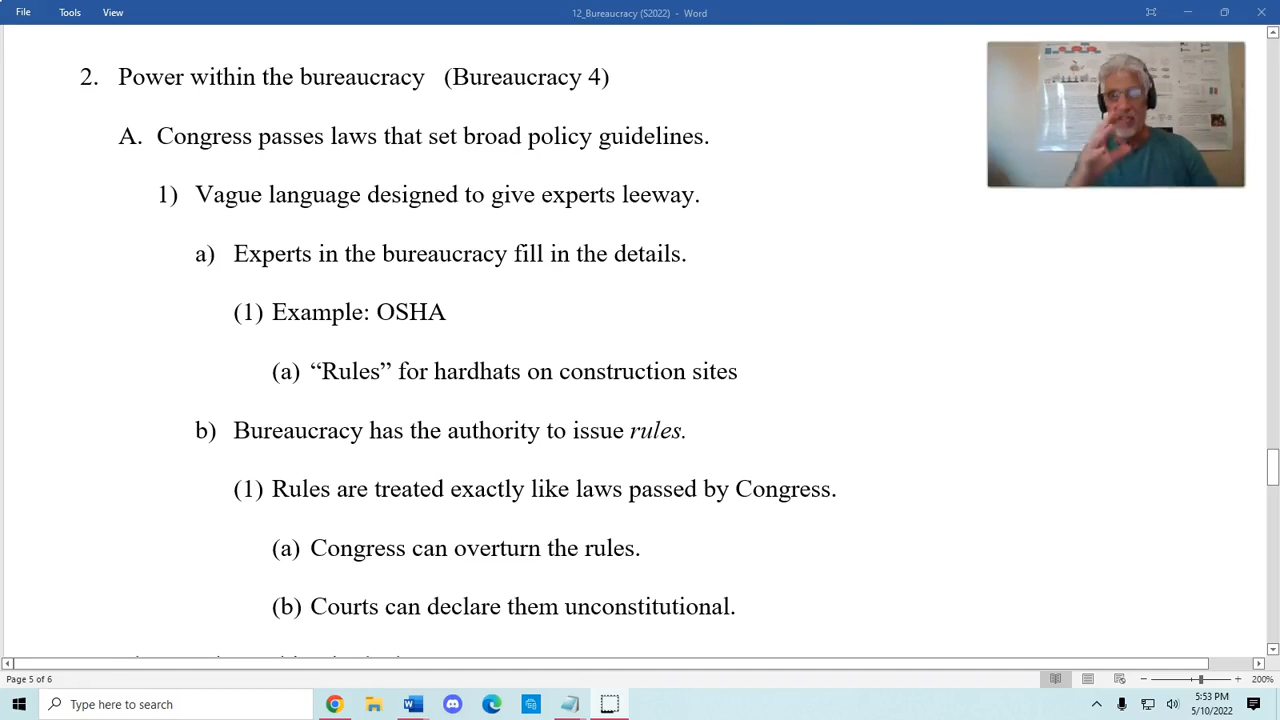 File Tools View 12_Bureaucracy (S2022) - Word
2. Power within the bureaucracy (Bureaucracy 4)
A. Congress passes laws that set broad policy guidelines.
1) Vague language designed to give experts leeway.
a) Experts in the bureaucracy fill in the details.
(1) Example: OSHA
(a) “Rules” for hardhats on construction sites
b) Bureaucracy has the authority to issue rules.
(1) Rules are treated exactly like laws passed by Congress.
(a) Congress can overturn the rules.
(b) Courts can declare them unconstitutional.
Page 5 of 6 200%
Type here to search 5:53 PM
5/10/2022